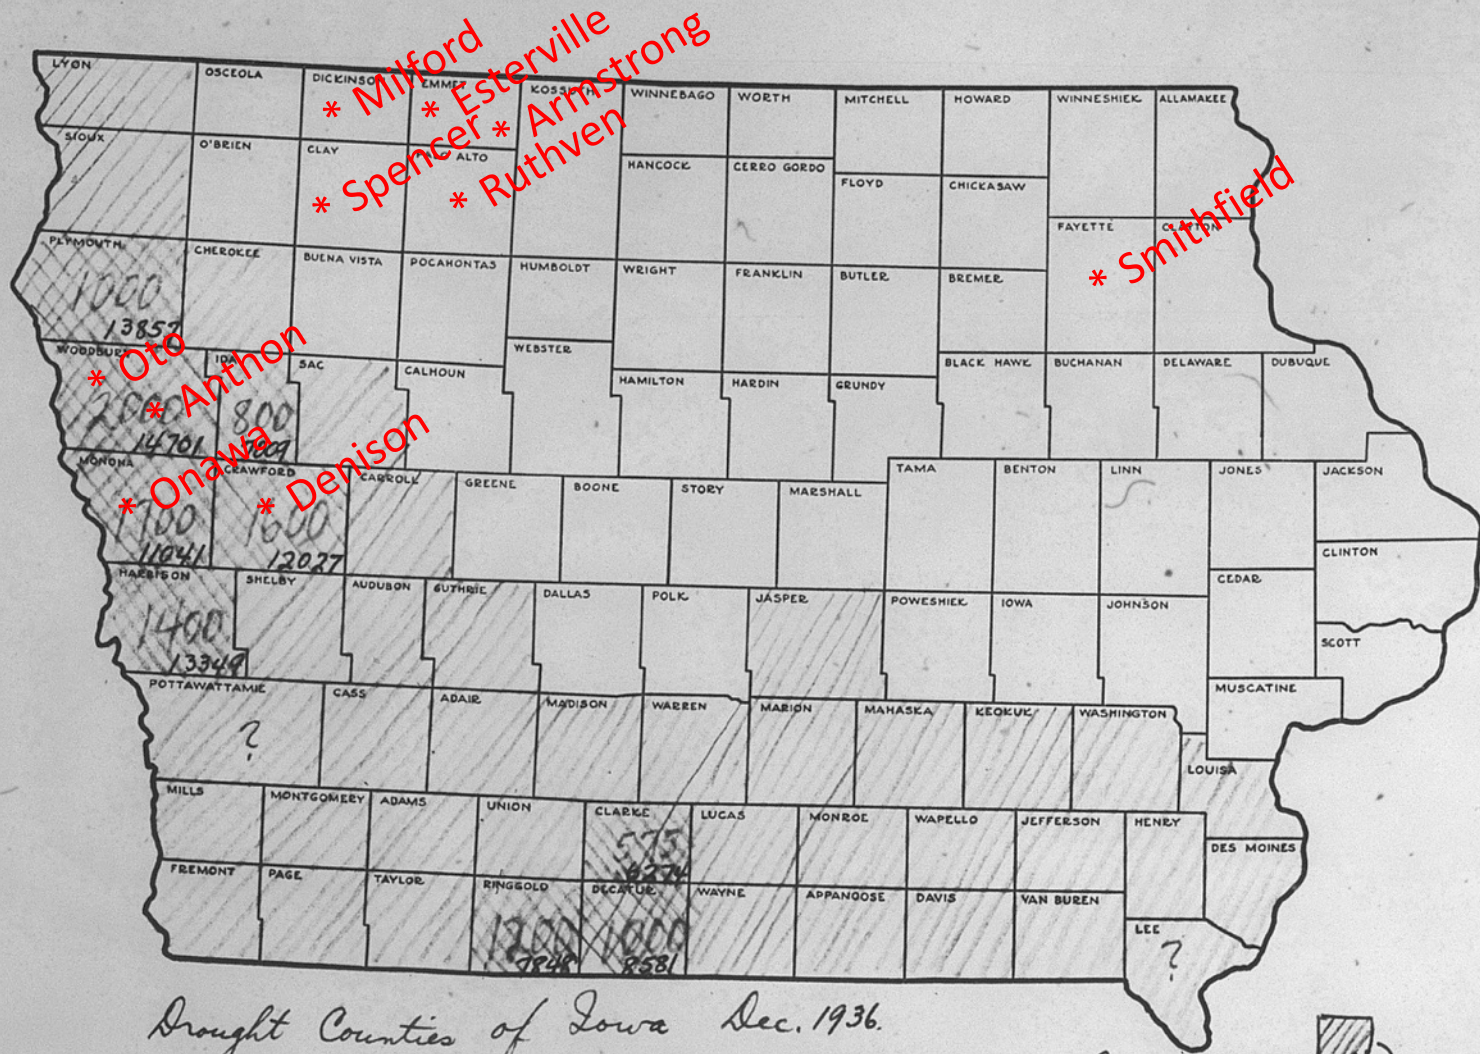 Milford
Esterville
Armstrong
LYON
OSCEOLA
DICKINSON
EMMET
KOSSUTH
WINNEBAGO
WORTH
MITCHELL
HOWARD
WINNESHIEK
ALLAMAKEE
Spencer
Ruthven
SIOUX
O'BRIEN
CLAY
PALO ALTO
HANCOCK
CERRO GORDO
FLOYD
CHICKASAW
Smithfield
FAYETTE
CLAYTON
PLYMOUTH
1000
13857
CHEROKEE
BUENA VISTA
POCAHONTAS
HUMBOLDT
WRIGHT
FRANKLIN
BUTLER
BREMER
WOODBURY
Oto
Anthon
2000
14701
IDA
800
SAC
CALHOUN
WEBSTER
HAMILTON
HARDIN
GRUNDY
BLACK HAWK
BUCHANAN
DELAWARE
DUBUQUE
MONONA
Onawa
1700
11041
CRAWFORD
Denison
1600
12027
CARROLL
GREENE
BOONE
STORY
MARSHALL
TAMA
BENTON
LINN
JONES
JACKSON
CLINTON
HARRISON
1400
13349
SHELBY
AUDUBON
GUTHRIE
DALLAS
POLK
JASPER
POWESHIEK
IOWA
JOHNSON
CEDAR
SCOTT
POTTAWATTAMIE
?
CASS
ADAIR
MADISON
WARREN
MARION
MAHASKA
KEOKUK
WASHINGTON
MUSCATINE
LOUISA
MILLS
MONTGOMERY
ADAMS
UNION
CLARKE
575
6274
LUCAS
MONROE
WAPELLO
JEFFERSON
HENRY
DES MOINES
FREMONT
PAGE
TAYLOR
RINGGOLD
1200
7848
DECATUR
1000
8581
WAYNE
APPANOOSE
DAVIS
VAN BUREN
LEE
?
Drought Counties of Iowa Dec. 1936.